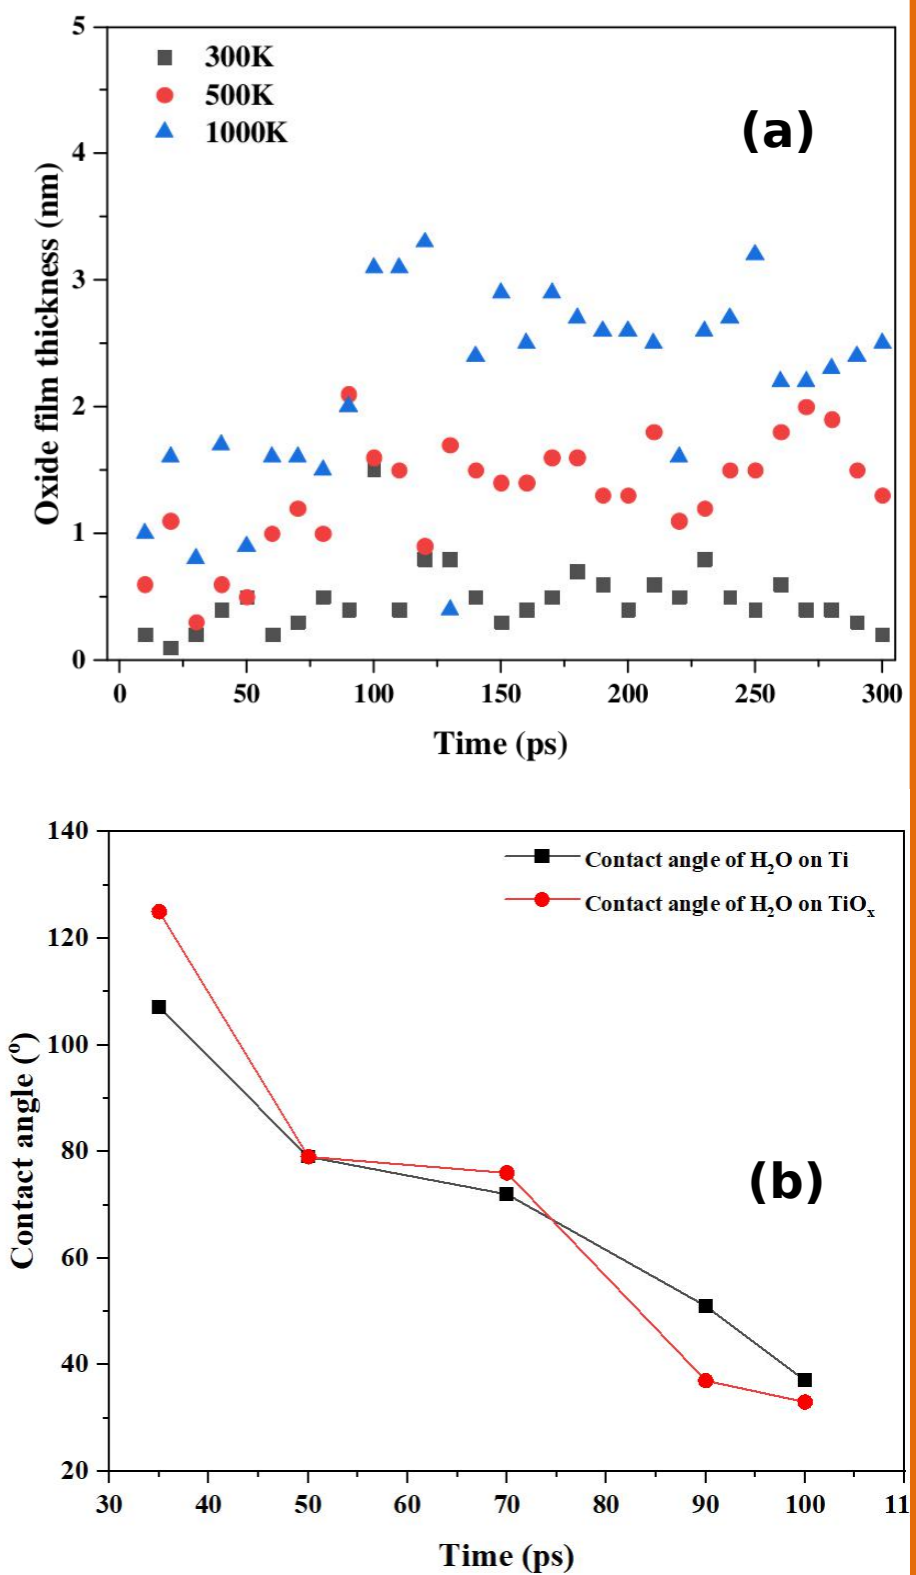 5
4
3
2
1
0
Oxide film thickness (nm)
300K
500K
1000K
(a)
0 50 100 150 200 250 300
Time (ps)
140
120
100
80
60
40
20
Contact angle (º)
Contact angle of H₂O on Ti
Contact angle of H₂O on TiOₓ
(b)
30 40 50 60 70 80 90 100 11
Time (ps)